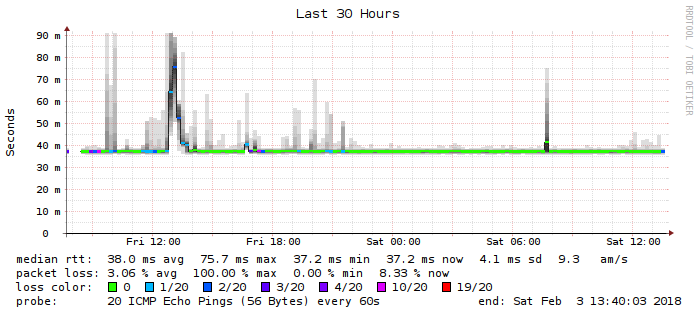 Last 30 Hours
RRDTOOL / TOBI OETIKER
Seconds
90 m
80 m
70 m
60 m
50 m
40 m
30 m
20 m
10 m
0
Fri 12:00 Fri 18:00 Sat 00:00 Sat 06:00 Sat 12:00
median rtt: 38.0 ms avg 75.7 ms max 37.2 ms min 37.2 ms now 4.1 ms sd 9.3 am/s
packet loss: 3.06 % avg 100.00 % max 0.00 % min 8.33 % now
loss color: 0 1/20 2/20 3/20 4/20 10/20 19/20
probe: 20 ICMP Echo Pings (56 Bytes) every 60s end: Sat Feb 3 13:40:03 2018